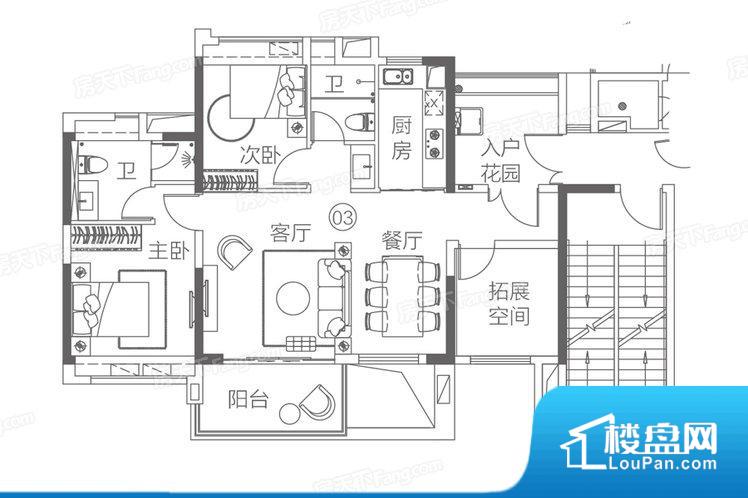 卫
次卧
厨房
入户
花园
卫
主卧
客厅
03
餐厅
拓展
空间
阳台
房天下Fang.com
楼盘网
LouPan.com